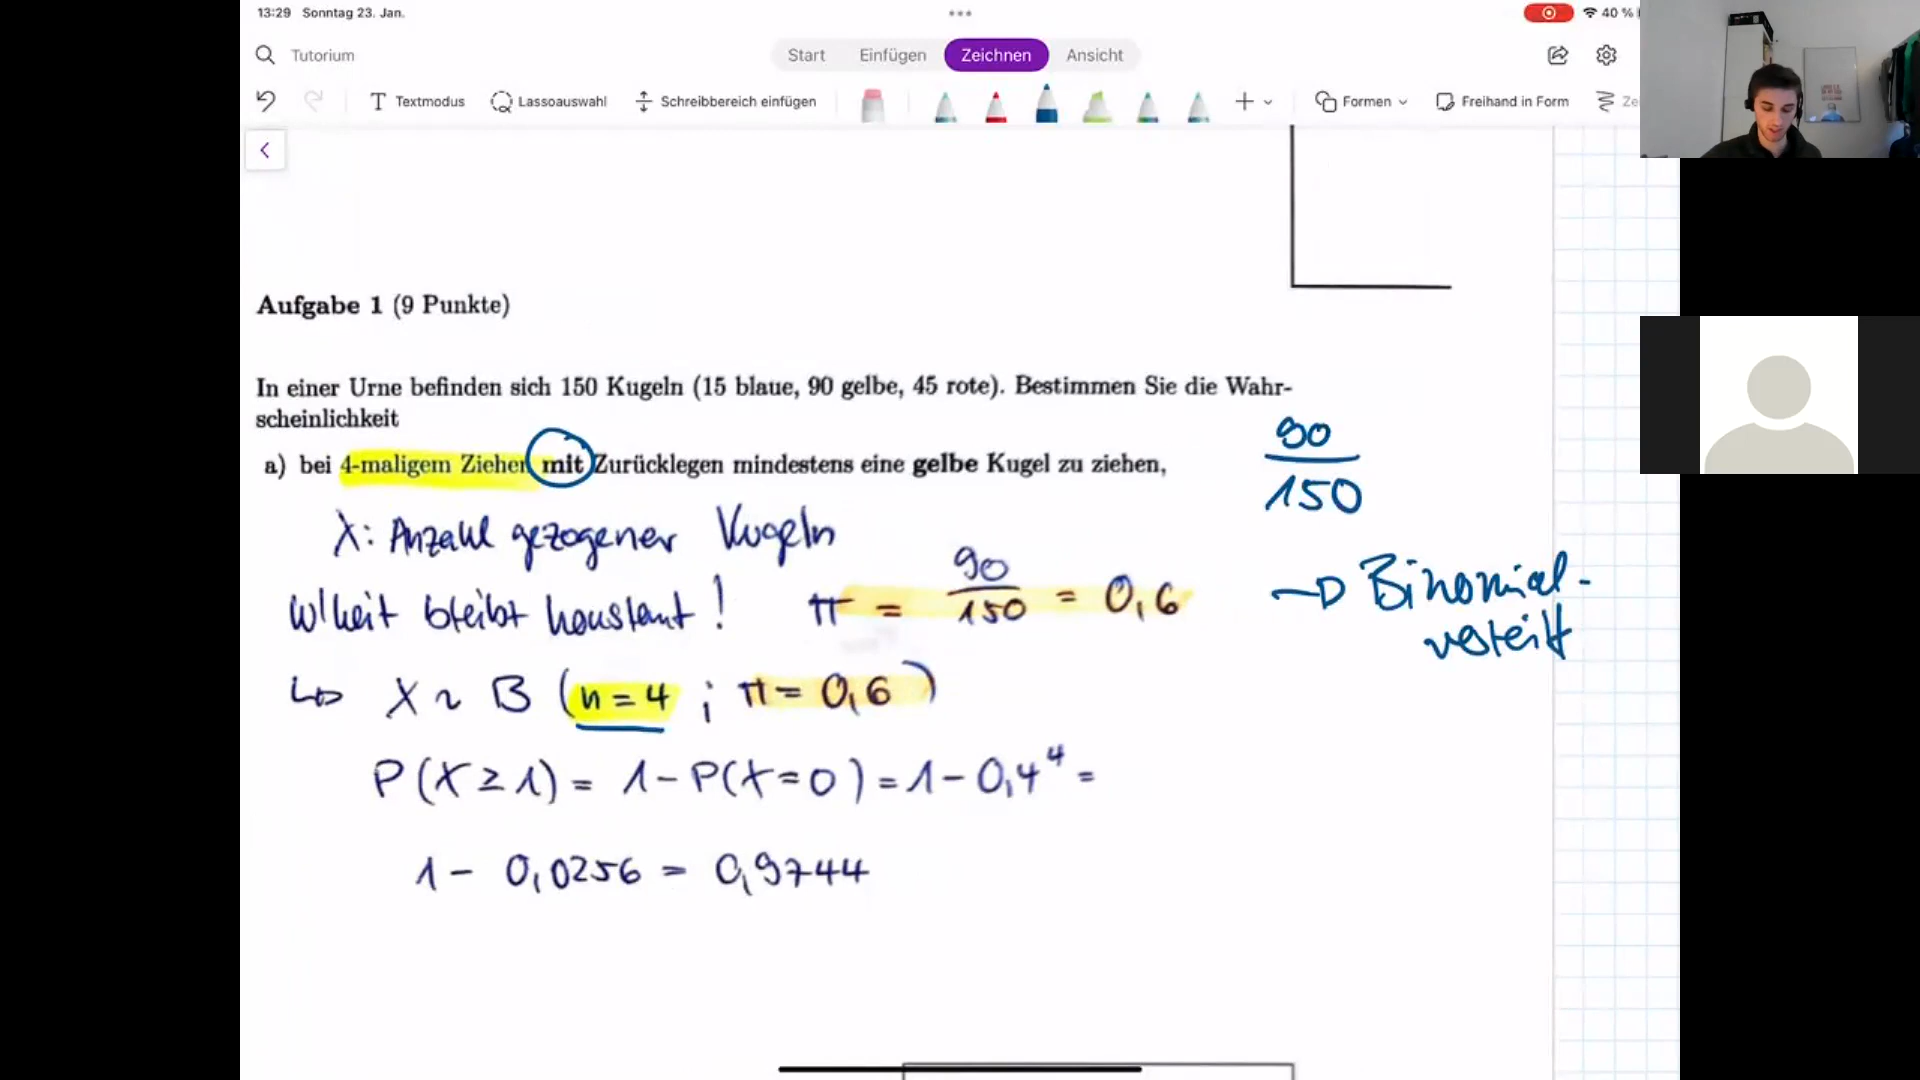 13:29 Sonntag 23. Jan.
40 %
Tutorium
Start Einfügen Zeichnen Ansicht
Textmodus Lassoauswahl Schreibbereich einfügen Formen Freihand in Form
Aufgabe 1 (9 Punkte)
In einer Urne befinden sich 150 Kugeln (15 blaue, 90 gelbe, 45 rote). Bestimmen Sie die Wahr-
scheinlichkeit
a) bei 4-maligem Ziehen mit Zurücklegen mindestens eine gelbe Kugel zu ziehen,
90
150
X: Anzahl gezogener Kugeln
W'keit bleibt konstant! π = 90/150 = 0,6
→ Binomial-
verteilt
↳ X ~ B (n = 4 ; π = 0,6)
P(X ≥ 1) = 1 - P(X = 0) = 1 - 0,4⁴ =
1 - 0,0256 = 0,9744